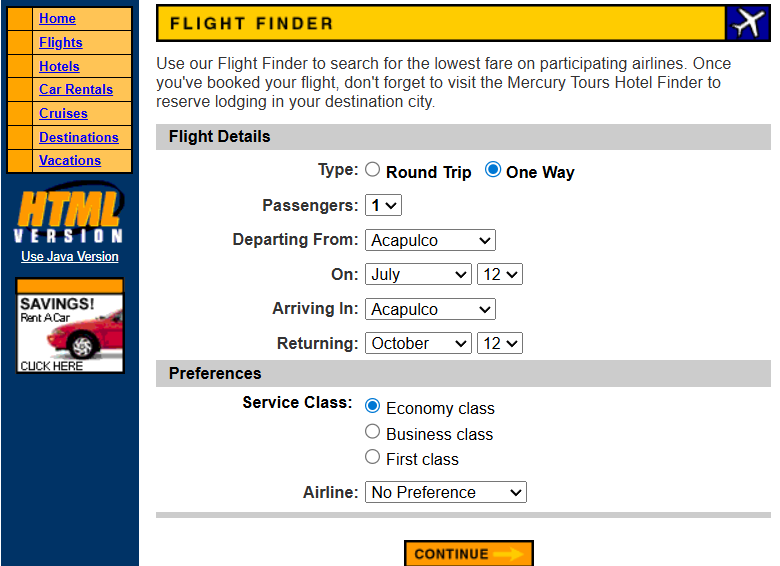 Home
Flights
Hotels
Car Rentals
Cruises
Destinations
Vacations
HTML
VERSION
Use Java Version
SAVINGS!
Rent A Car
CLICK HERE
FLIGHT FINDER
Use our Flight Finder to search for the lowest fare on participating airlines. Once
you've booked your flight, don't forget to visit the Mercury Tours Hotel Finder to
reserve lodging in your destination city.
Flight Details
Type: Round Trip One Way
Passengers: 1
Departing From: Acapulco
On: July 12
Arriving In: Acapulco
Returning: October 12
Preferences
Service Class: Economy class
Business class
First class
Airline: No Preference
CONTINUE